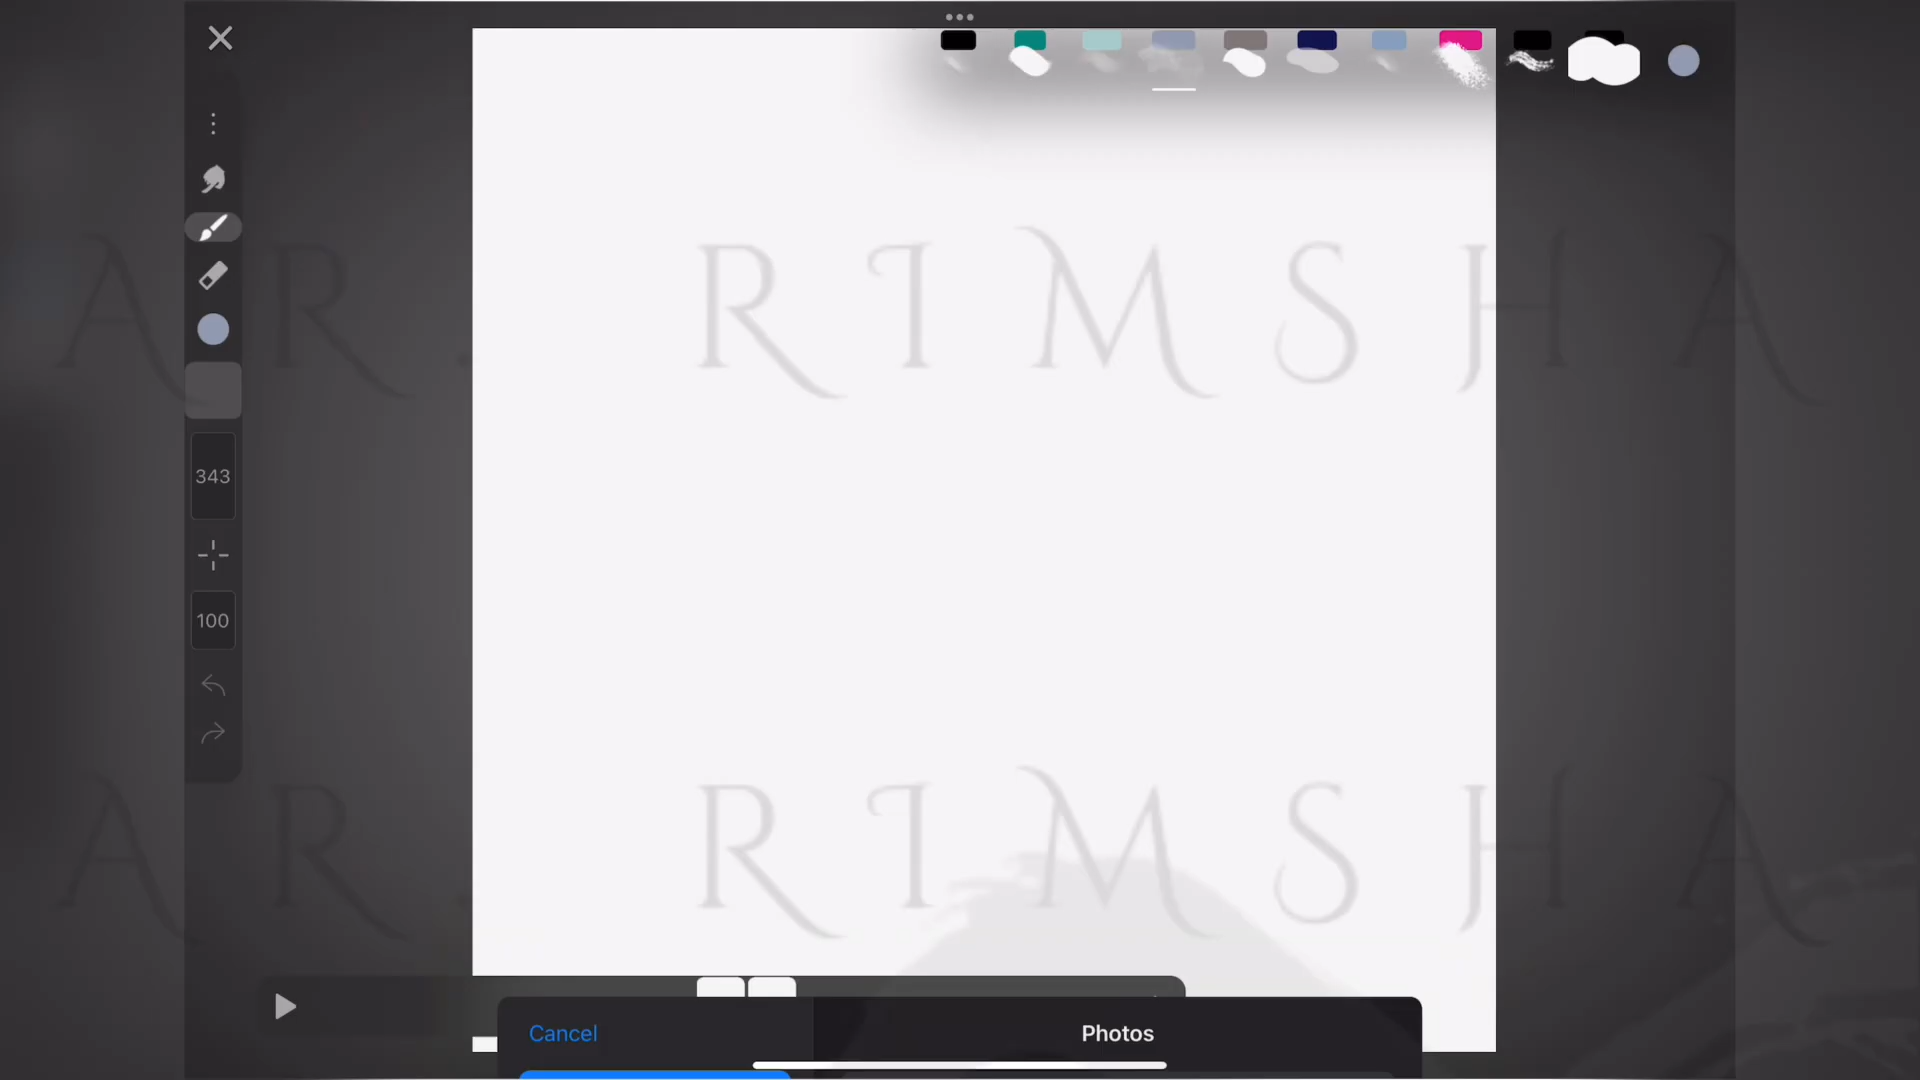 A R. R I M S H A
343
100
A R. R I M S H A
Cancel Photos